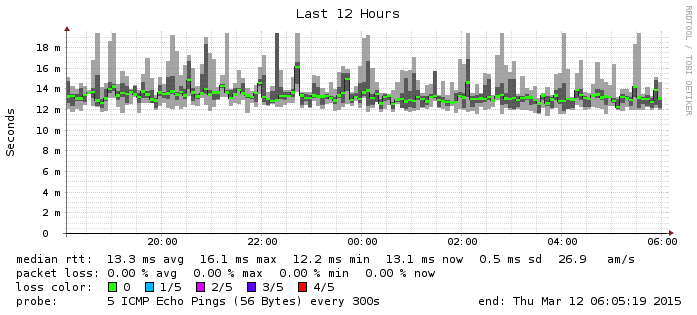 Last 12 Hours
RRDTOOL / TOBI OETIKER
Seconds
18 m
16 m
14 m
12 m
10 m
8 m
6 m
4 m
2 m
0
20:00 22:00 00:00 02:00 04:00 06:00
median rtt: 13.3 ms avg 16.1 ms max 12.2 ms min 13.1 ms now 0.5 ms sd 26.9 am/s
packet loss: 0.00 % avg 0.00 % max 0.00 % min 0.00 % now
loss color: 0 1/5 2/5 3/5 4/5
probe: 5 ICMP Echo Pings (56 Bytes) every 300s end: Thu Mar 12 06:05:19 2015